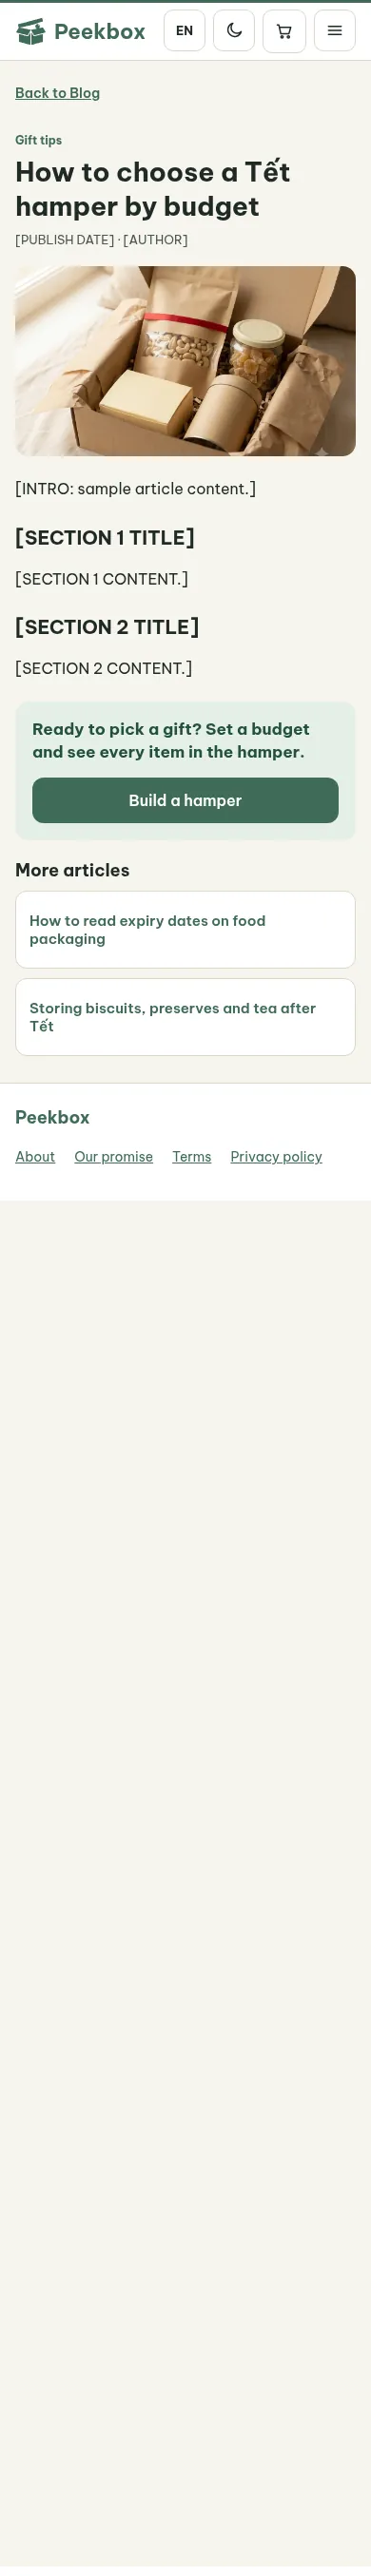 Peekbox
EN
Back to Blog
Gift tips
How to choose a Tết
hamper by budget
[PUBLISH DATE] · [AUTHOR]
[INTRO: sample article content.]
[SECTION 1 TITLE]
[SECTION 1 CONTENT.]
[SECTION 2 TITLE]
[SECTION 2 CONTENT.]
Ready to pick a gift? Set a budget
and see every item in the hamper.
Build a hamper
More articles
How to read expiry dates on food
packaging
Storing biscuits, preserves and tea after
Tết
Peekbox
About Our promise Terms Privacy policy